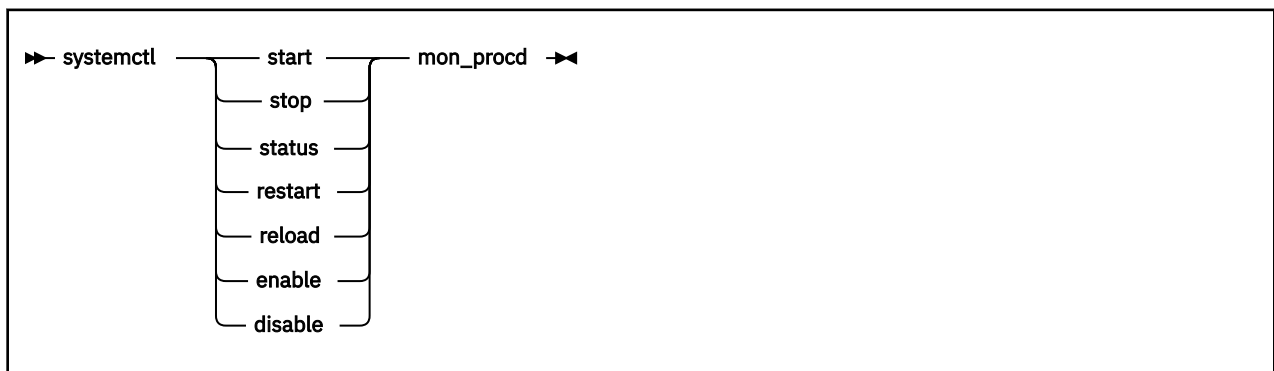 systemctl start mon_procd
stop
status
restart
reload
enable
disable